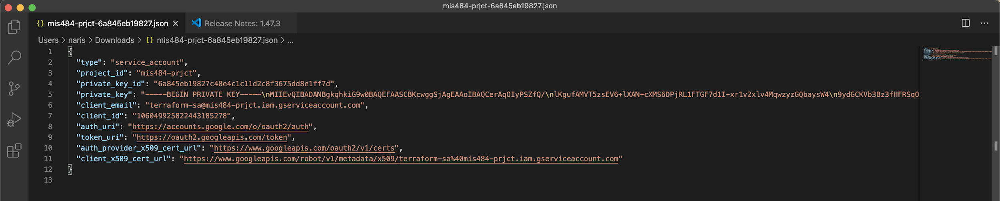 mis484-prjct-6a845eb19827.json
{} mis484-prjct-6a845eb19827.json × Release Notes: 1.47.3 ...
Users > naris > Downloads > {} mis484-prjct-6a845eb19827.json > ...
1 {
2 "type": "service_account",
3 "project_id": "mis484-prjct",
4 "private_key_id": "6a845eb19827c48e4c1c11d2c8f3675dd8e1ff7d",
5 "private_key": "-----BEGIN PRIVATE KEY-----\nMIIEvQIBADANBgkqhkiG9w0BAQEFAASCBKcwggSjAgEAAoIBAQCerAqOIyPSZfQ/\nlKgufAMVT5zsEV6+lXAN+cXMS6DPjRL1FTGF7d1I+xr1v2xlv4MqwzyzGQbaysW4\n9ydGCKVb3Bz3fHFRSqO
6 "client_email": "terraform-sa@mis484-prjct.iam.gserviceaccount.com",
7 "client_id": "106049925822443185278",
8 "auth_uri": "https://accounts.google.com/o/oauth2/auth",
9 "token_uri": "https://oauth2.googleapis.com/token",
10 "auth_provider_x509_cert_url": "https://www.googleapis.com/oauth2/v1/certs",
11 "client_x509_cert_url": "https://www.googleapis.com/robot/v1/metadata/x509/terraform-sa%40mis484-prjct.iam.gserviceaccount.com"
12 }
13